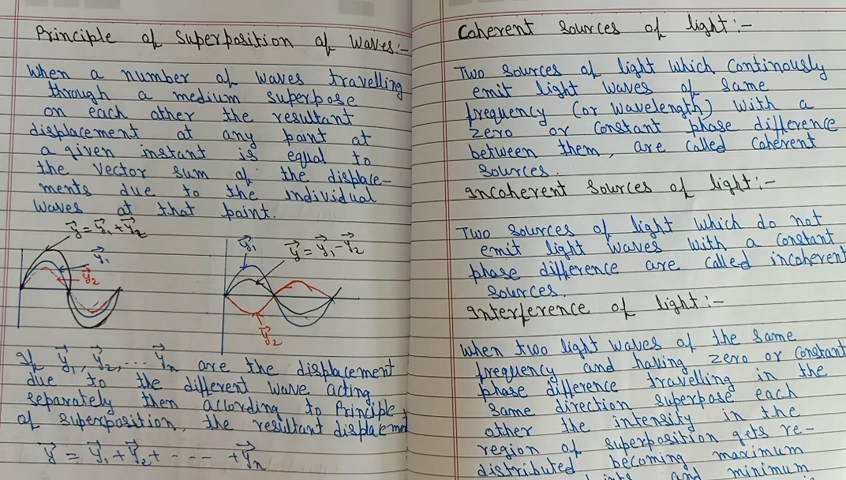 Principle of Superposition of Waves:-
When a number of waves travelling
through a medium superpose
on each other the resultant
displacement at any point at
a given instant is equal to
the vector sum of the displace-
ments due to the individual
waves at that point.
y⃗ = y⃗₁ + y⃗₂
y⃗₁
y⃗₂
y⃗₁
y⃗ = y⃗₁ - y⃗₂
y⃗₂
If y⃗₁, y⃗₂, ... y⃗n are the displacement
due to the different wave acting
separately then according to Principle
of superposition, the resultant displacement
y⃗ = y⃗₁ + y⃗₂ + - - - - + y⃗n
Coherent Sources of light:-
Two Sources of light which continously
emit light waves of same
frequency (or wavelength) with a
zero or constant phase difference
between them, are called coherent
sources.
Incoherent Sources of light:-
Two sources of light which do not
emit light waves with a constant
phase difference are called incoherent
sources.
Interference of light:-
When two light waves of the same
frequency and having zero or constant
phase difference travelling in the
same direction superpose each
other the intensity in the
region of superposition gets re-
distributed becoming maximum
and minimum